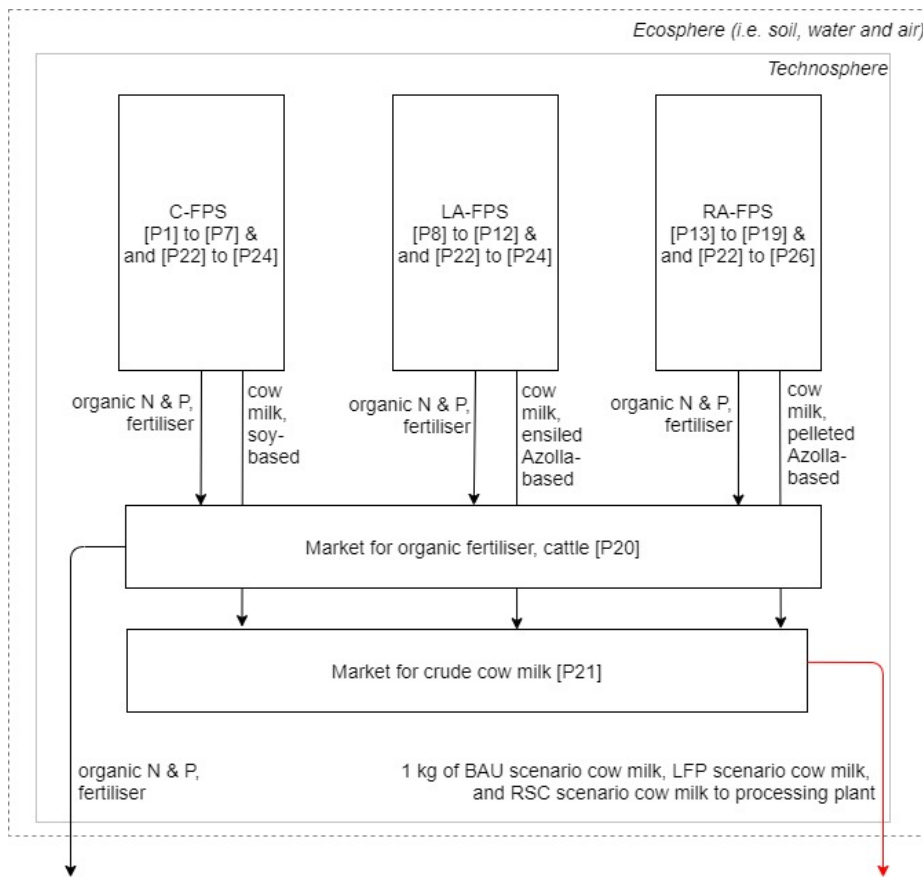 Ecosphere (i.e. soil, water and air)
Technosphere
C-FPS
[P1] to [P7] &
and [P22] to [P24]
LA-FPS
[P8] to [P12] &
and [P22] to [P24]
RA-FPS
[P13] to [P19] &
and [P22] to [P26]
organic N & P,
fertiliser
cow
milk,
soy-
based
organic N & P,
fertiliser
cow
milk,
ensiled
Azolla-
based
organic N & P,
fertiliser
cow
milk,
pelleted
Azolla-
based
Market for organic fertiliser, cattle [P20]
Market for crude cow milk [P21]
organic N & P,
fertiliser
1 kg of BAU scenario cow milk, LFP scenario cow milk,
and RSC scenario cow milk to processing plant